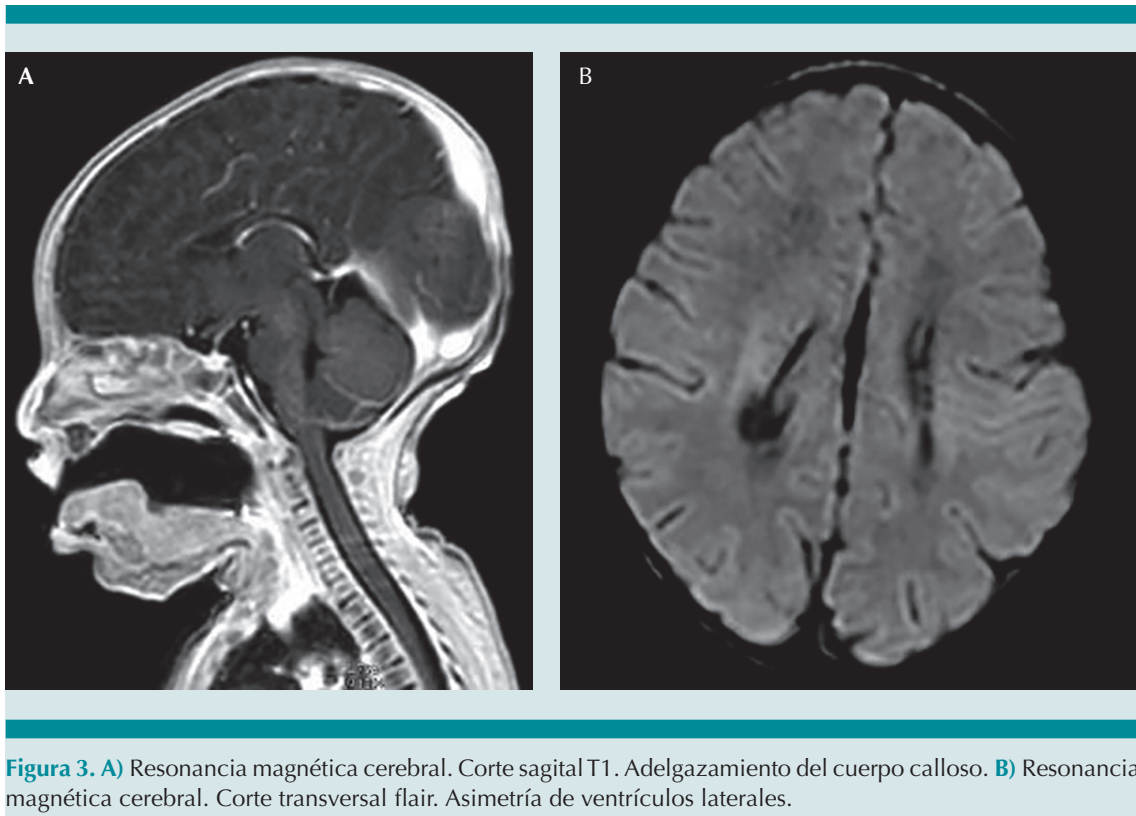 A
B
Figura 3. A) Resonancia magnética cerebral. Corte sagital T1. Adelgazamiento del cuerpo calloso. B) Resonancia
magnética cerebral. Corte transversal flair. Asimetría de ventrículos laterales.